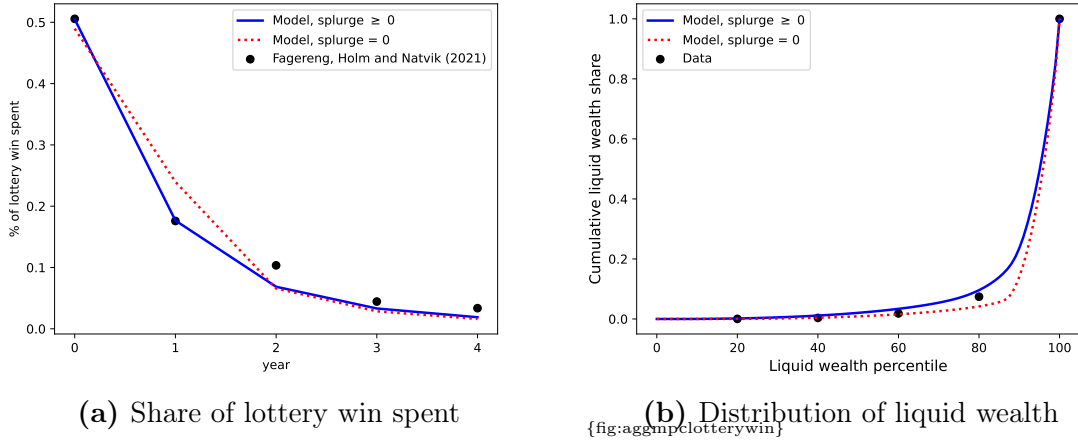 Model, splurge ≥ 0
Model, splurge = 0
Fagereng, Holm and Natvik (2021)
0.5
0.4
0.3
0.2
0.1
0.0
% of lottery win spent
0 1 2 3 4
year
(a) Share of lottery win spent
Model, splurge ≥ 0
Model, splurge = 0
Data
1.0
0.8
0.6
0.4
0.2
0.0
Cumulative liquid wealth share
0 20 40 60 80 100
Liquid wealth percentile
(b) Distribution of liquid wealth
{fig:aggmpclotterywin}